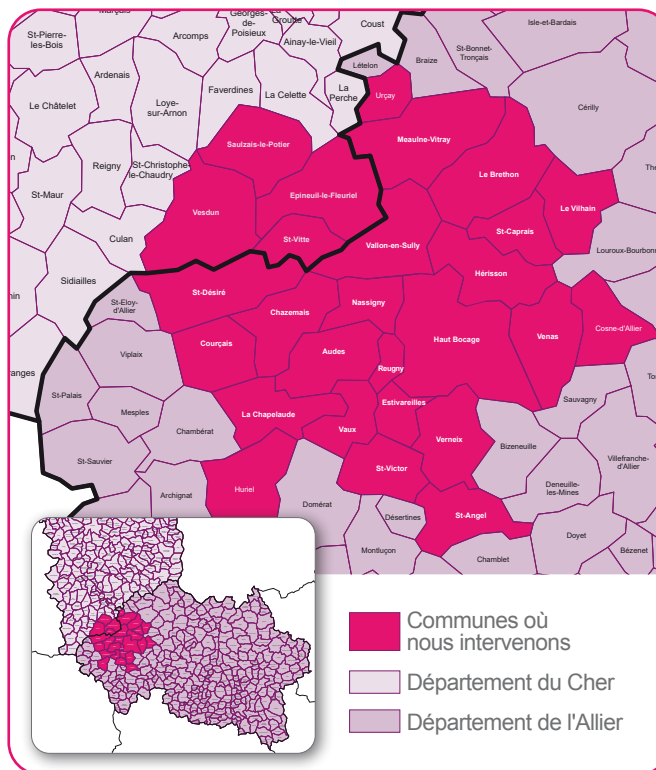 St-Pierre-
les-Bois
Arcomps
Georges-
de-
Poisieux
Ainay-le-Vieil
Coust
Isle-et-Bardais
Ardenais
Le Châtelet
Loye-
sur-Arnon
Faverdines
La Celette
La
Perche
Lételon
Braize
St-Bonnet-
Tronçais
Urçay
Cérilly
Saulzais-le-Potier
Meaulne-Vitray
Reigny
St-Christophe-
le-Chaudry
Le Brethon
St-Maur
Epineuil-le-Fleuriel
Vesdun
Le Vilhain
St-Caprais
Culan
St-Vitte
Vallon-en-Sully
Louroux-Bourbons
Sidiailles
Hérisson
St-Désiré
St-Eloy-
d'Allier
Nassigny
Chazemais
Cosne-d'Allier
Haut Bocage
Venas
Courçais
Audes
Viplaix
Reugny
anges
St-Palais
Estivareilles
Sauvagny
Mesples
La Chapelaude
Chambérat
Vaux
Verneix
Bizeneuille
St-Sauvier
St-Victor
Villefranche-
d'Allier
Huriel
Archignat
Deneuille-
les-Mines
Domérat
Désertines
St-Angel
Doyet
Montluçon
Chamblet
Bézenet
Communes où
nous intervenons
Département du Cher
Département de l'Allier